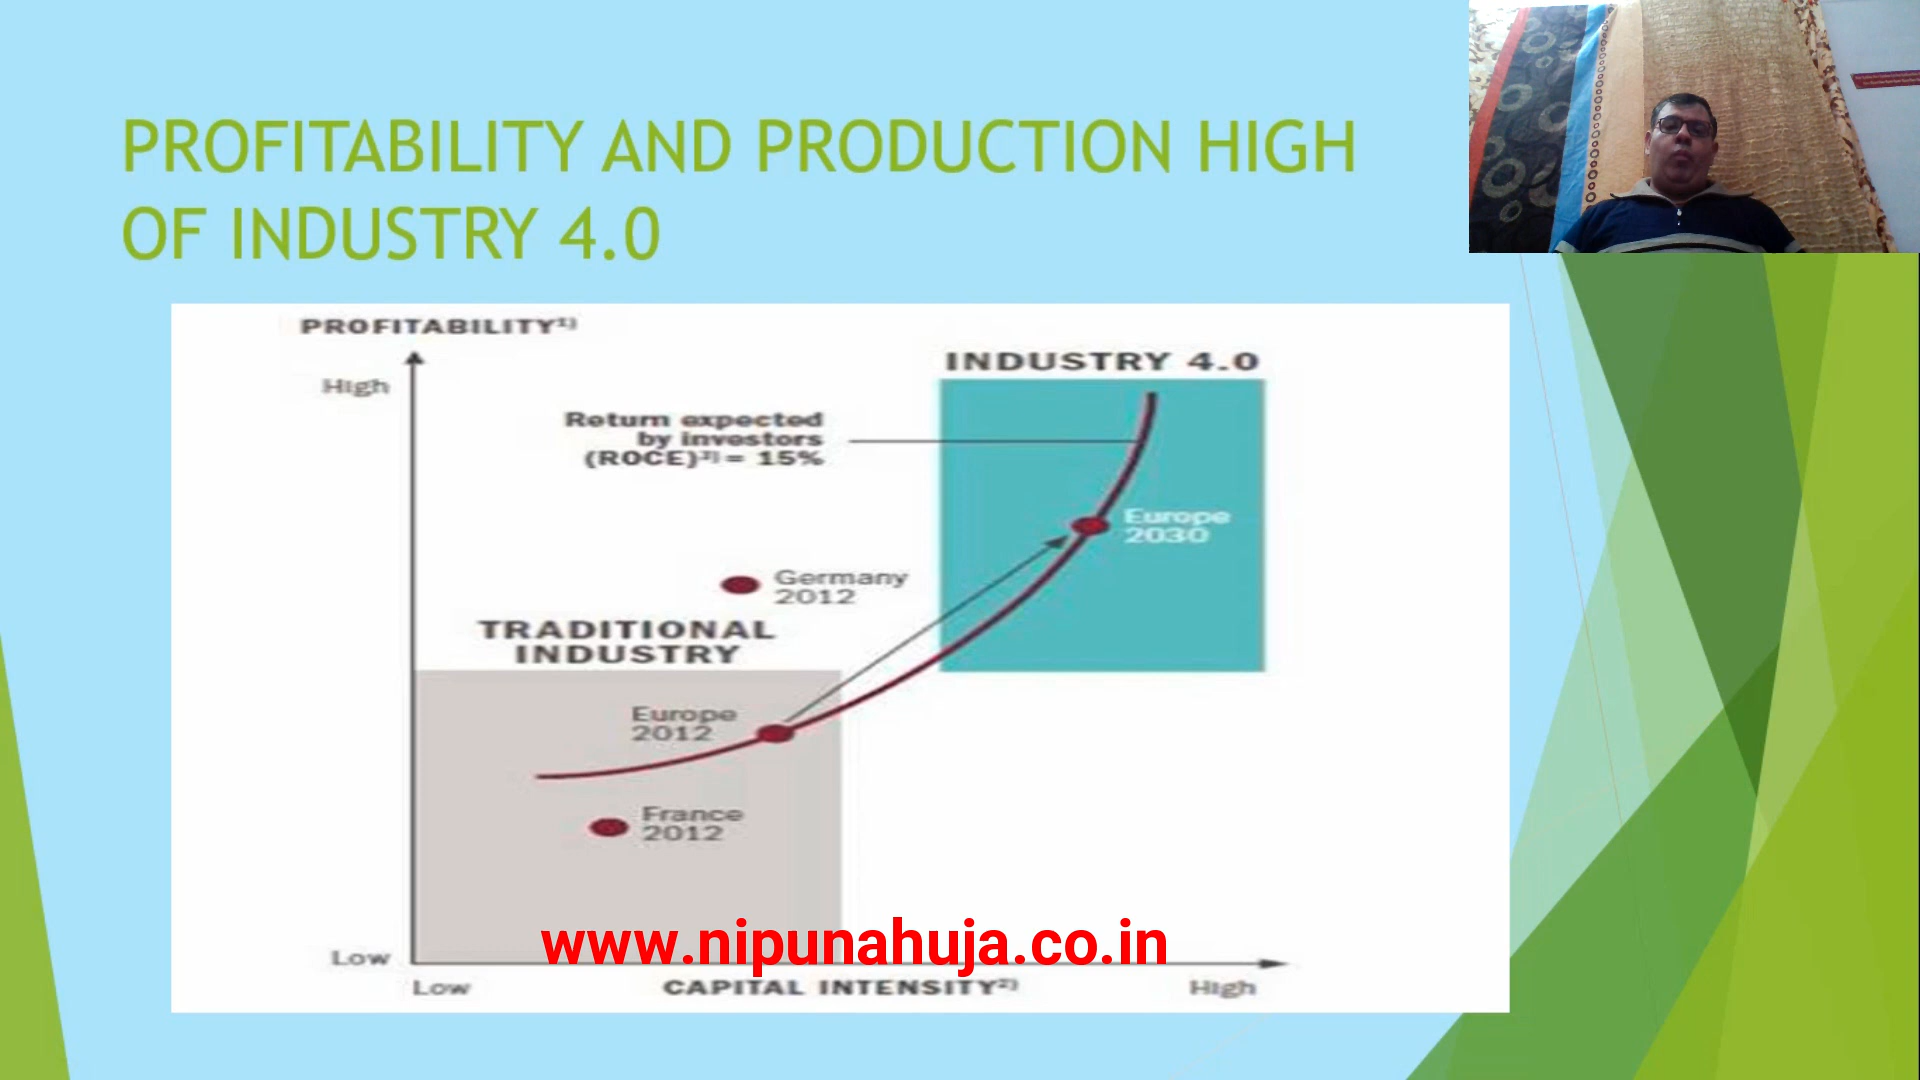 PROFITABILITY AND PRODUCTION HIGH
OF INDUSTRY 4.0
PROFITABILITY¹⁾
High
INDUSTRY 4.0
Return expected
by investors
(ROCE)³⁾ = 15%
Europe
2030
Germany
2012
TRADITIONAL
INDUSTRY
Europe
2012
France
2012
www.nipunahuja.co.in
Low
Low
CAPITAL INTENSITY²⁾
High